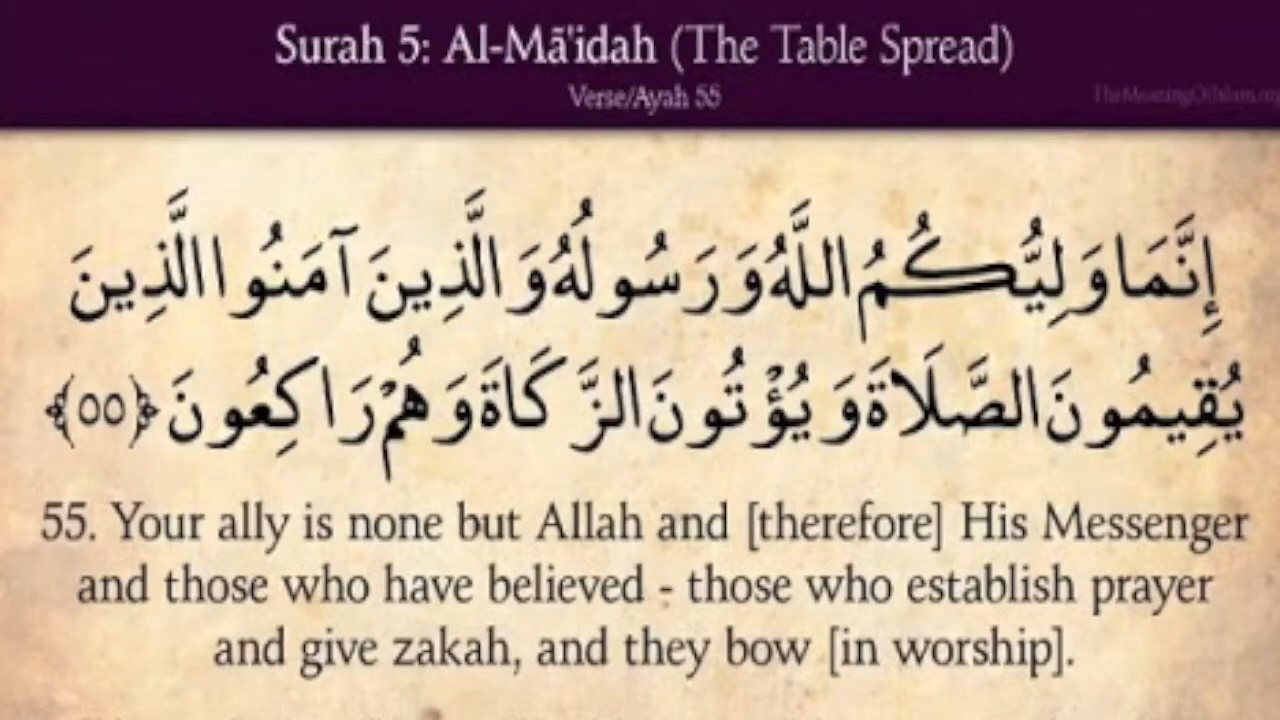 Surah 5: Al-Mā'idah (The Table Spread)
Verse/Ayah 55
TheMeaningOfIslam.org
إِنَّمَا وَلِيُّكُمُ اللَّهُ وَرَسُولُهُ وَالَّذِينَ آمَنُوا الَّذِينَ
يُقِيمُونَ الصَّلَاةَ وَيُؤْتُونَ الزَّكَاةَ وَهُمْ رَاكِعُونَ ﴿٥٥﴾
55. Your ally is none but Allah and [therefore] His Messenger
and those who have believed - those who establish prayer
and give zakah, and they bow [in worship].